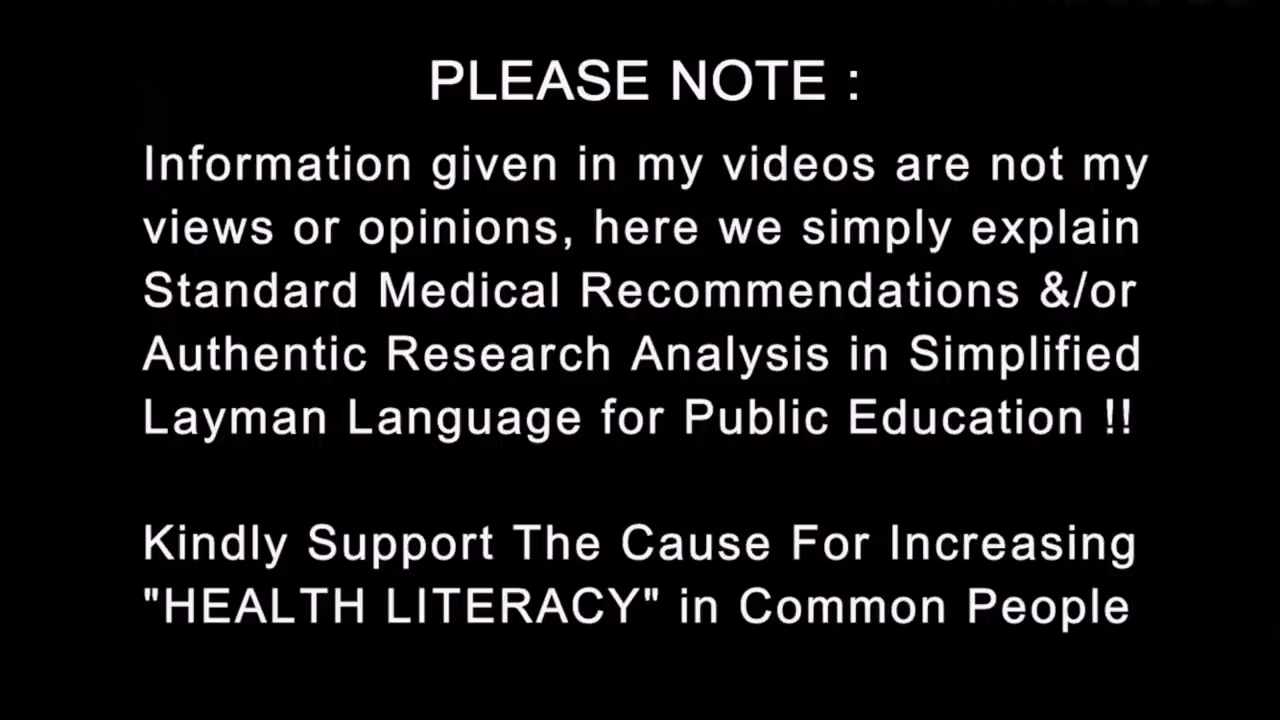 PLEASE NOTE :
Information given in my videos are not my
views or opinions, here we simply explain
Standard Medical Recommendations &/or
Authentic Research Analysis in Simplified
Layman Language for Public Education !!
Kindly Support The Cause For Increasing
"HEALTH LITERACY" in Common People